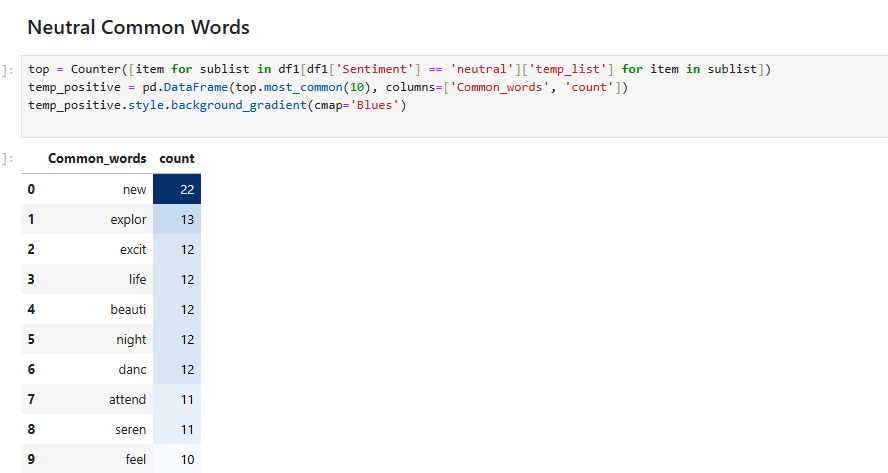 Neutral Common Words
]: top = Counter([item for sublist in df1[df1['Sentiment'] == 'neutral']['temp_list'] for item in sublist])
temp_positive = pd.DataFrame(top.most_common(10), columns=['Common_words', 'count'])
temp_positive.style.background_gradient(cmap='Blues')
]: Common_words count
0 new 22
1 explor 13
2 excit 12
3 life 12
4 beauti 12
5 night 12
6 danc 12
7 attend 11
8 seren 11
9 feel 10